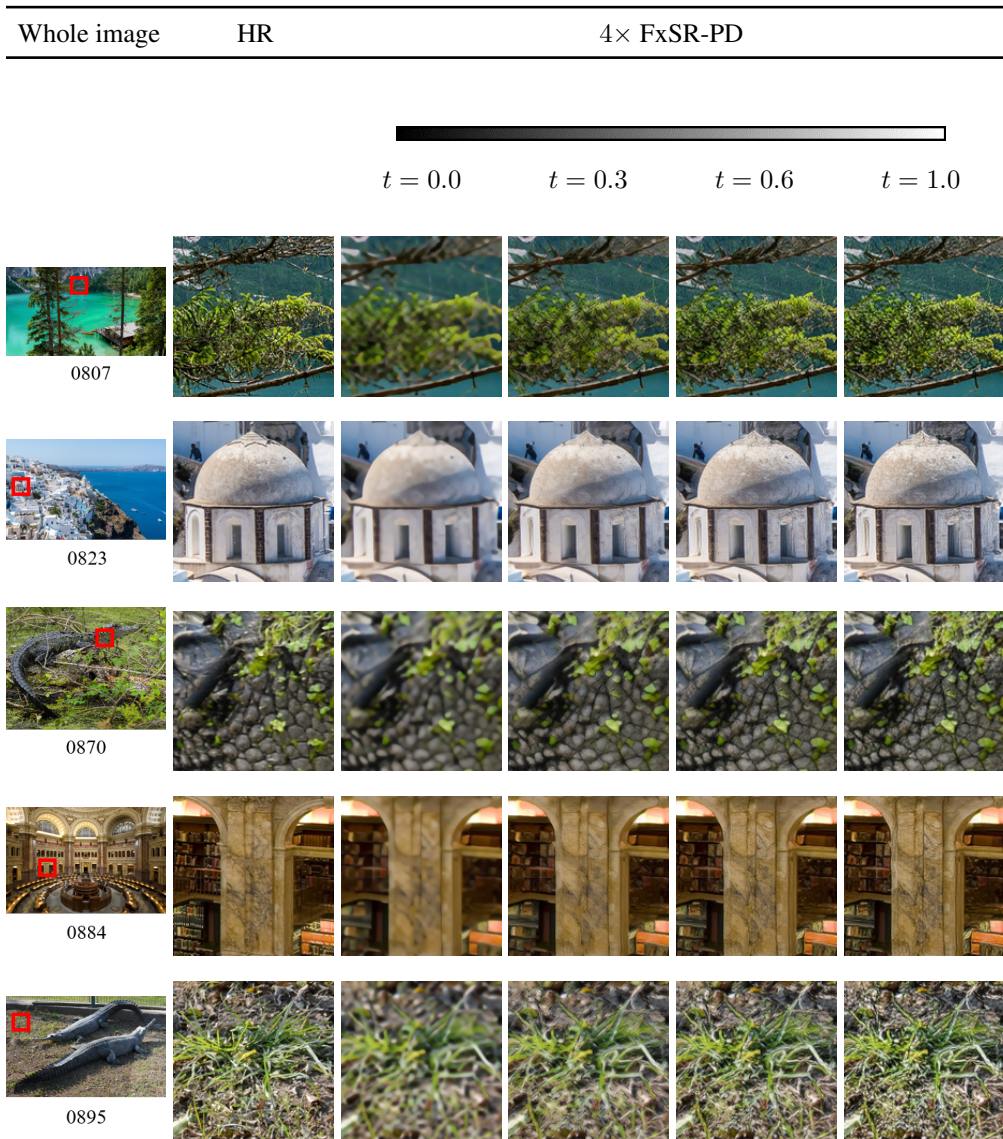 Whole image HR 4× FxSR-PD
t = 0.0 t = 0.3 t = 0.6 t = 1.0
0807
0823
0870
0884
0895